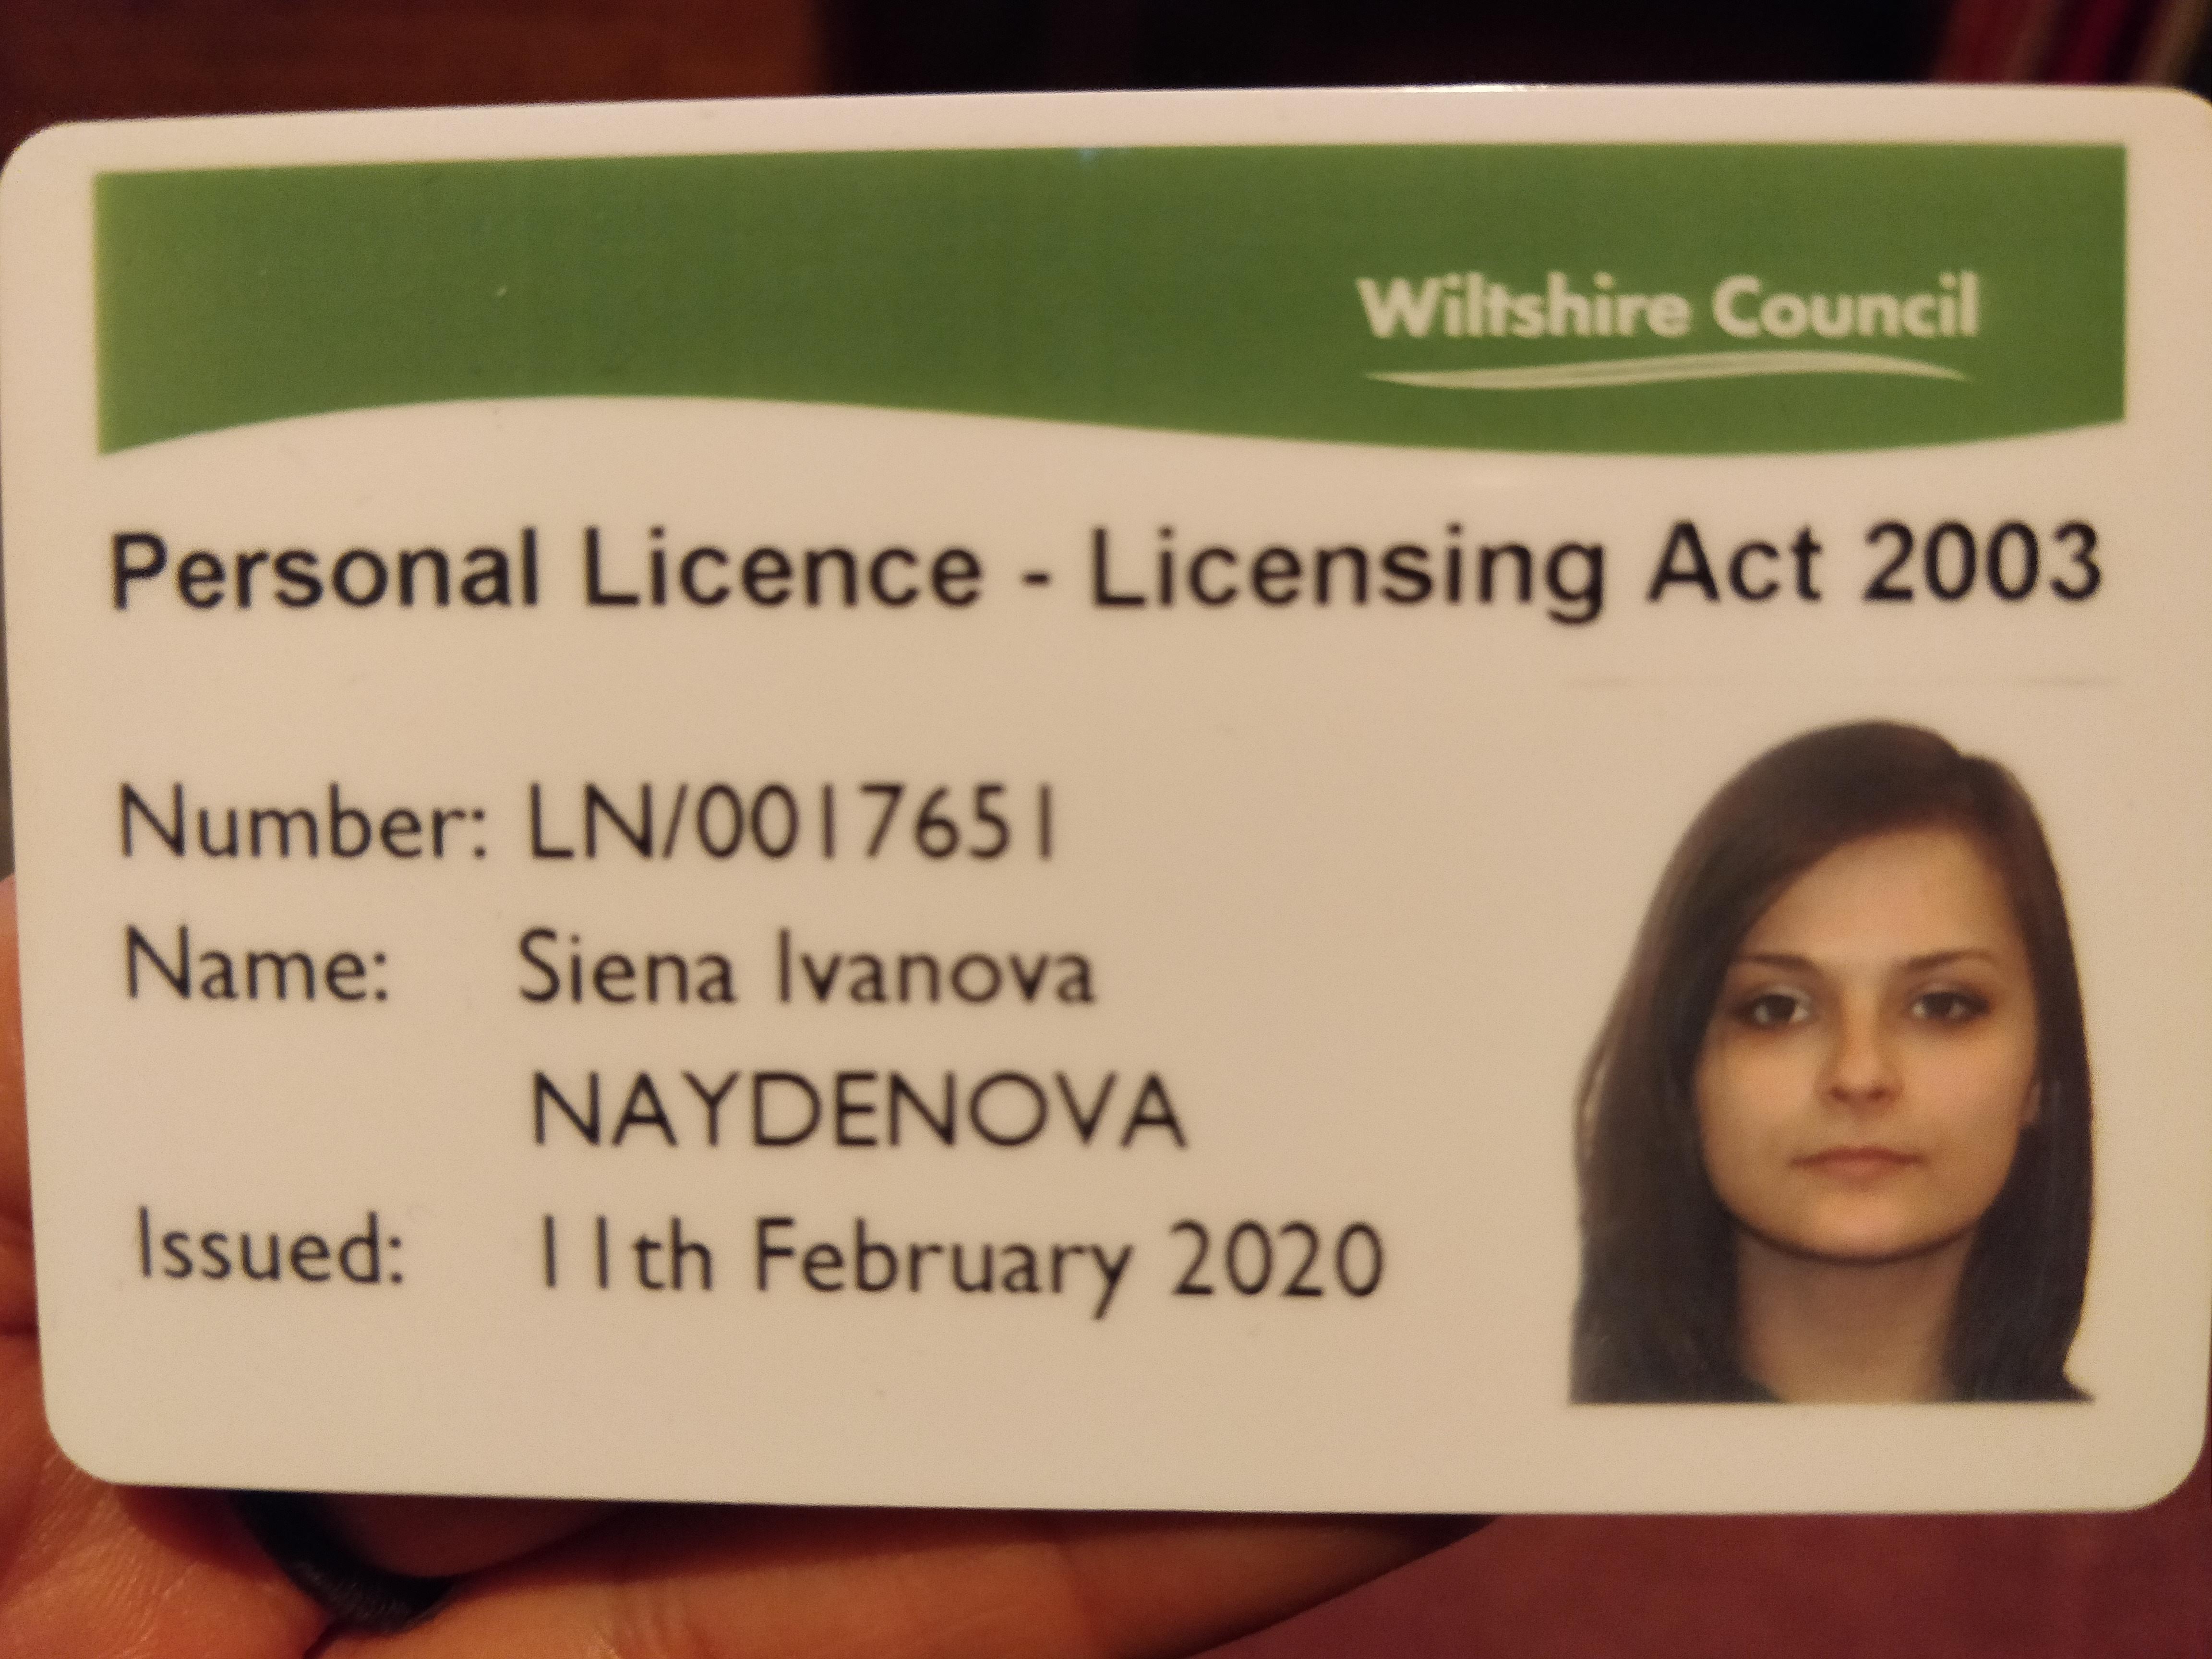 Wiltshire Council
Personal Licence - Licensing Act 2003
Number: LN/0017651
Name: Siena Ivanova
NAYDENOVA
Issued: 11th February 2020